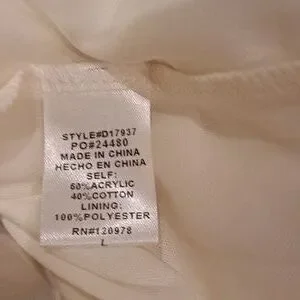 STYLE#D17937
PO#24480
MADE IN CHINA
HECHO EN CHINA
SELF:
60%ACRYLIC
40%COTTON
LINING:
100%POLYESTER
RN#120978
L